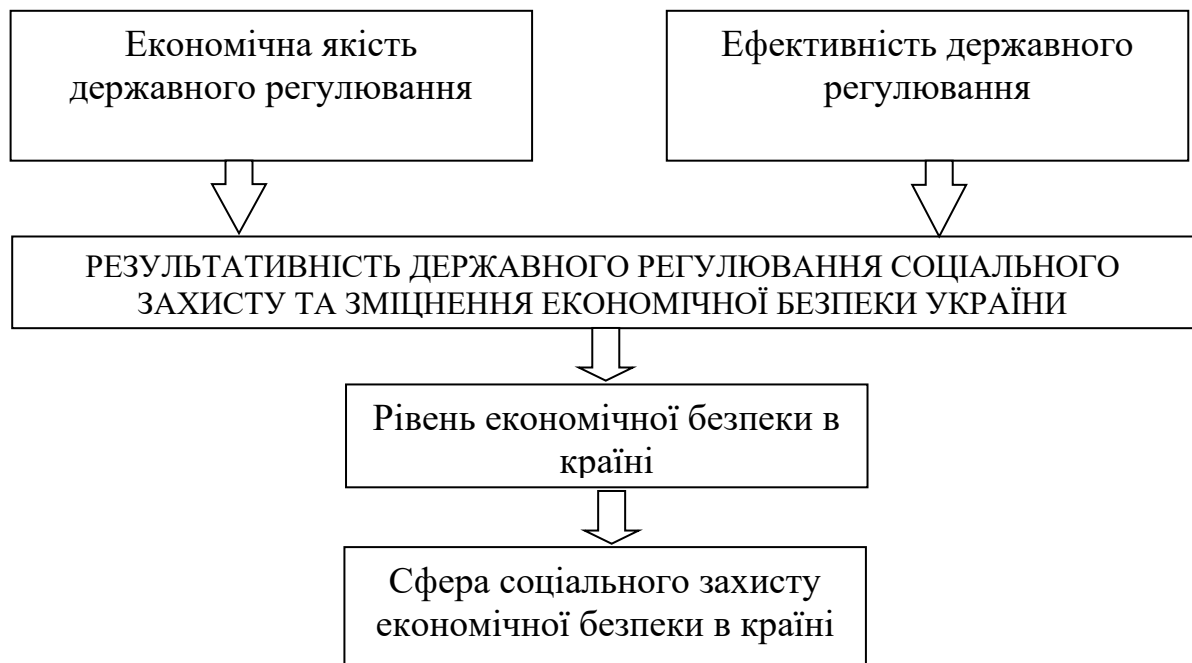 Економічна якість
державного регулювання
Ефективність державного
регулювання
РЕЗУЛЬТАТИВНІСТЬ ДЕРЖАВНОГО РЕГУЛЮВАННЯ СОЦІАЛЬНОГО
ЗАХИСТУ ТА ЗМІЦНЕННЯ ЕКОНОМІЧНОЇ БЕЗПЕКИ УКРАЇНИ
Рівень економічної безпеки в
країні
Сфера соціального захисту
економічної безпеки в країні